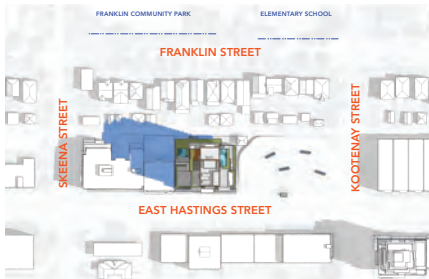 FRANKLIN COMMUNITY PARK
ELEMENTARY SCHOOL
FRANKLIN STREET
SKEENA STREET
KOOTENAY STREET
EAST HASTINGS STREET